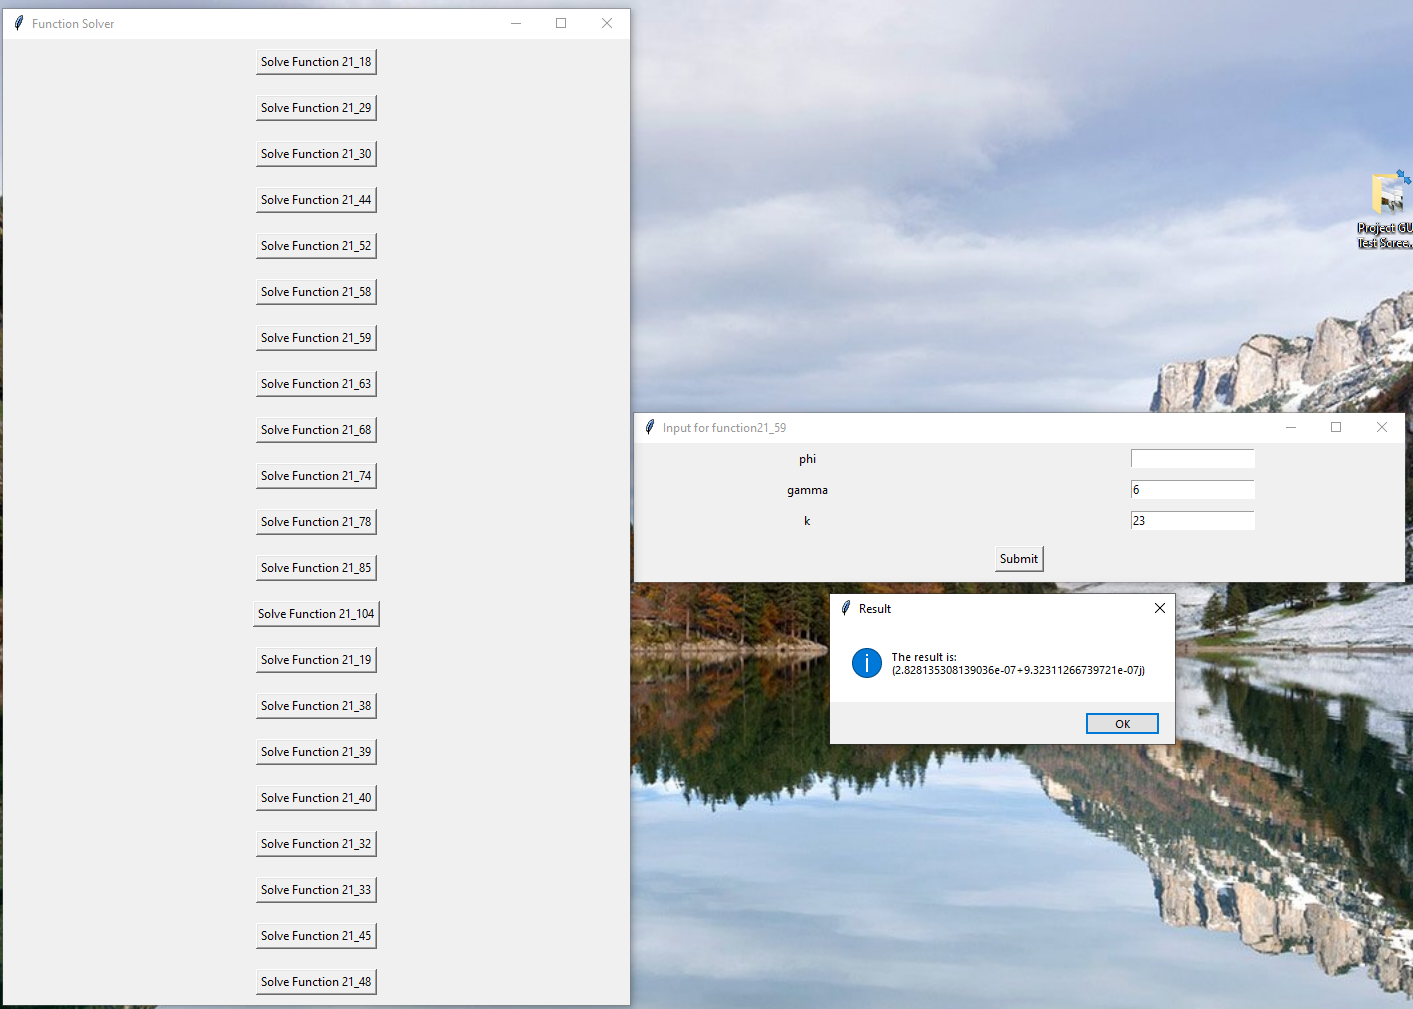 Function Solver
Solve Function 21_18
Solve Function 21_29
Solve Function 21_30
Solve Function 21_44
Solve Function 21_52
Solve Function 21_58
Solve Function 21_59
Solve Function 21_63
Solve Function 21_68
Solve Function 21_74
Solve Function 21_78
Solve Function 21_85
Solve Function 21_104
Solve Function 21_19
Solve Function 21_38
Solve Function 21_39
Solve Function 21_40
Solve Function 21_32
Solve Function 21_33
Solve Function 21_45
Solve Function 21_48
Project GU
Test Scree...
Input for function21_59
phi
gamma 6
k 23
Submit
Result
The result is:
(2.828135308139036e-07+9.32311266739721e-07j)
OK